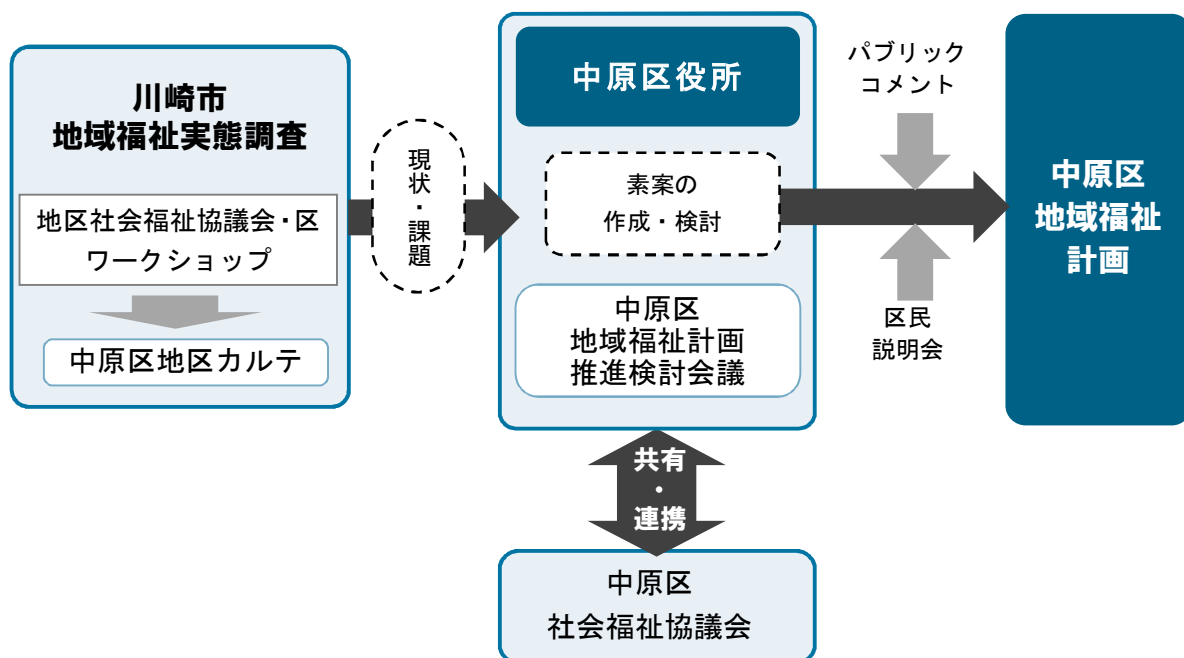 川崎市
地域福祉実態調査
地区社会福祉協議会・区
ワークショップ
中原区地区カルテ
現状・課題
中原区役所
素案の
作成・検討
中原区
地域福祉計画
推進検討会議
共有
・
連携
中原区
社会福祉協議会
パブリック
コメント
区民
説明会
中原区
地域福祉
計画